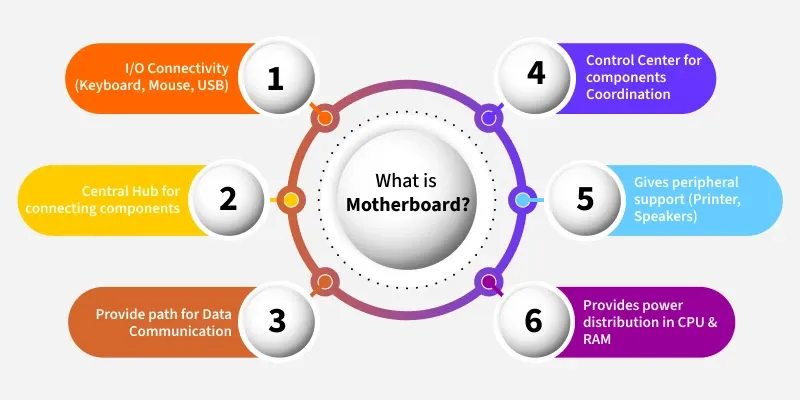 1
I/O Connectivity
(Keyboard, Mouse, USB)
2
Central Hub for
connecting components
3
Provide path for Data
Communication
What is
Motherboard?
4
Control Center for
components
Coordination
5
Gives peripheral
support (Printer,
Speakers)
6
Provides power
distribution in CPU &
RAM